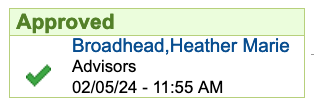 Approved
Broadhead,Heather Marie
Advisors
02/05/24 - 11:55 AM